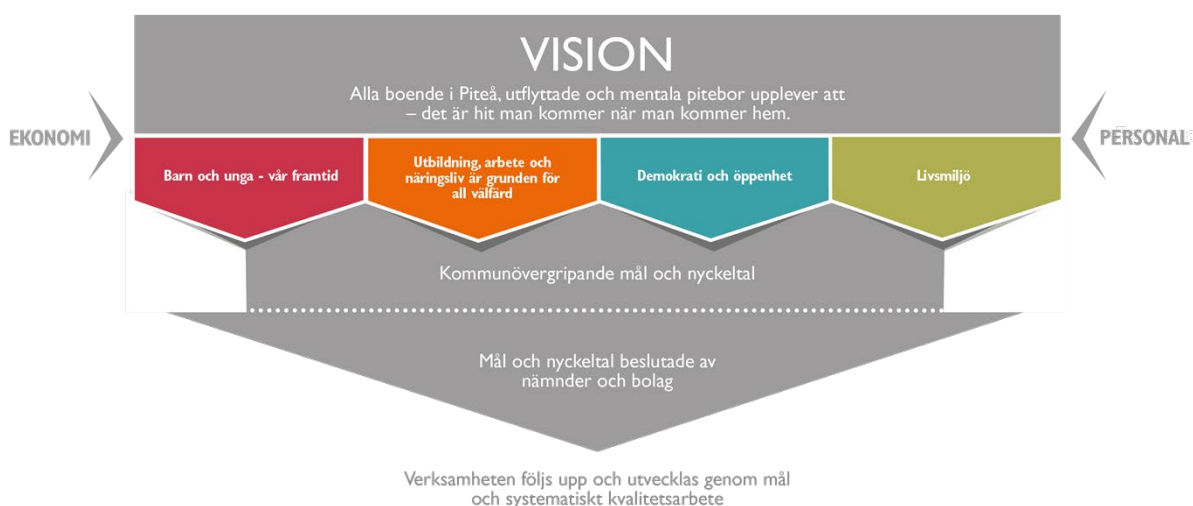 VISION
Alla boende i Piteå, utflyttade och mentala pitebor upplever att
– det är hit man kommer när man kommer hem.
EKONOMI
PERSONAL
Barn och unga - vår framtid
Utbildning, arbete och
näringsliv är grunden för
all välfärd
Demokrati och öppenhet
Livsmiljö
Kommunövergripande mål och nyckeltal
Mål och nyckeltal beslutade av
nämnder och bolag
Verksamheten följs upp och utvecklas genom mål
och systematiskt kvalitetsarbete